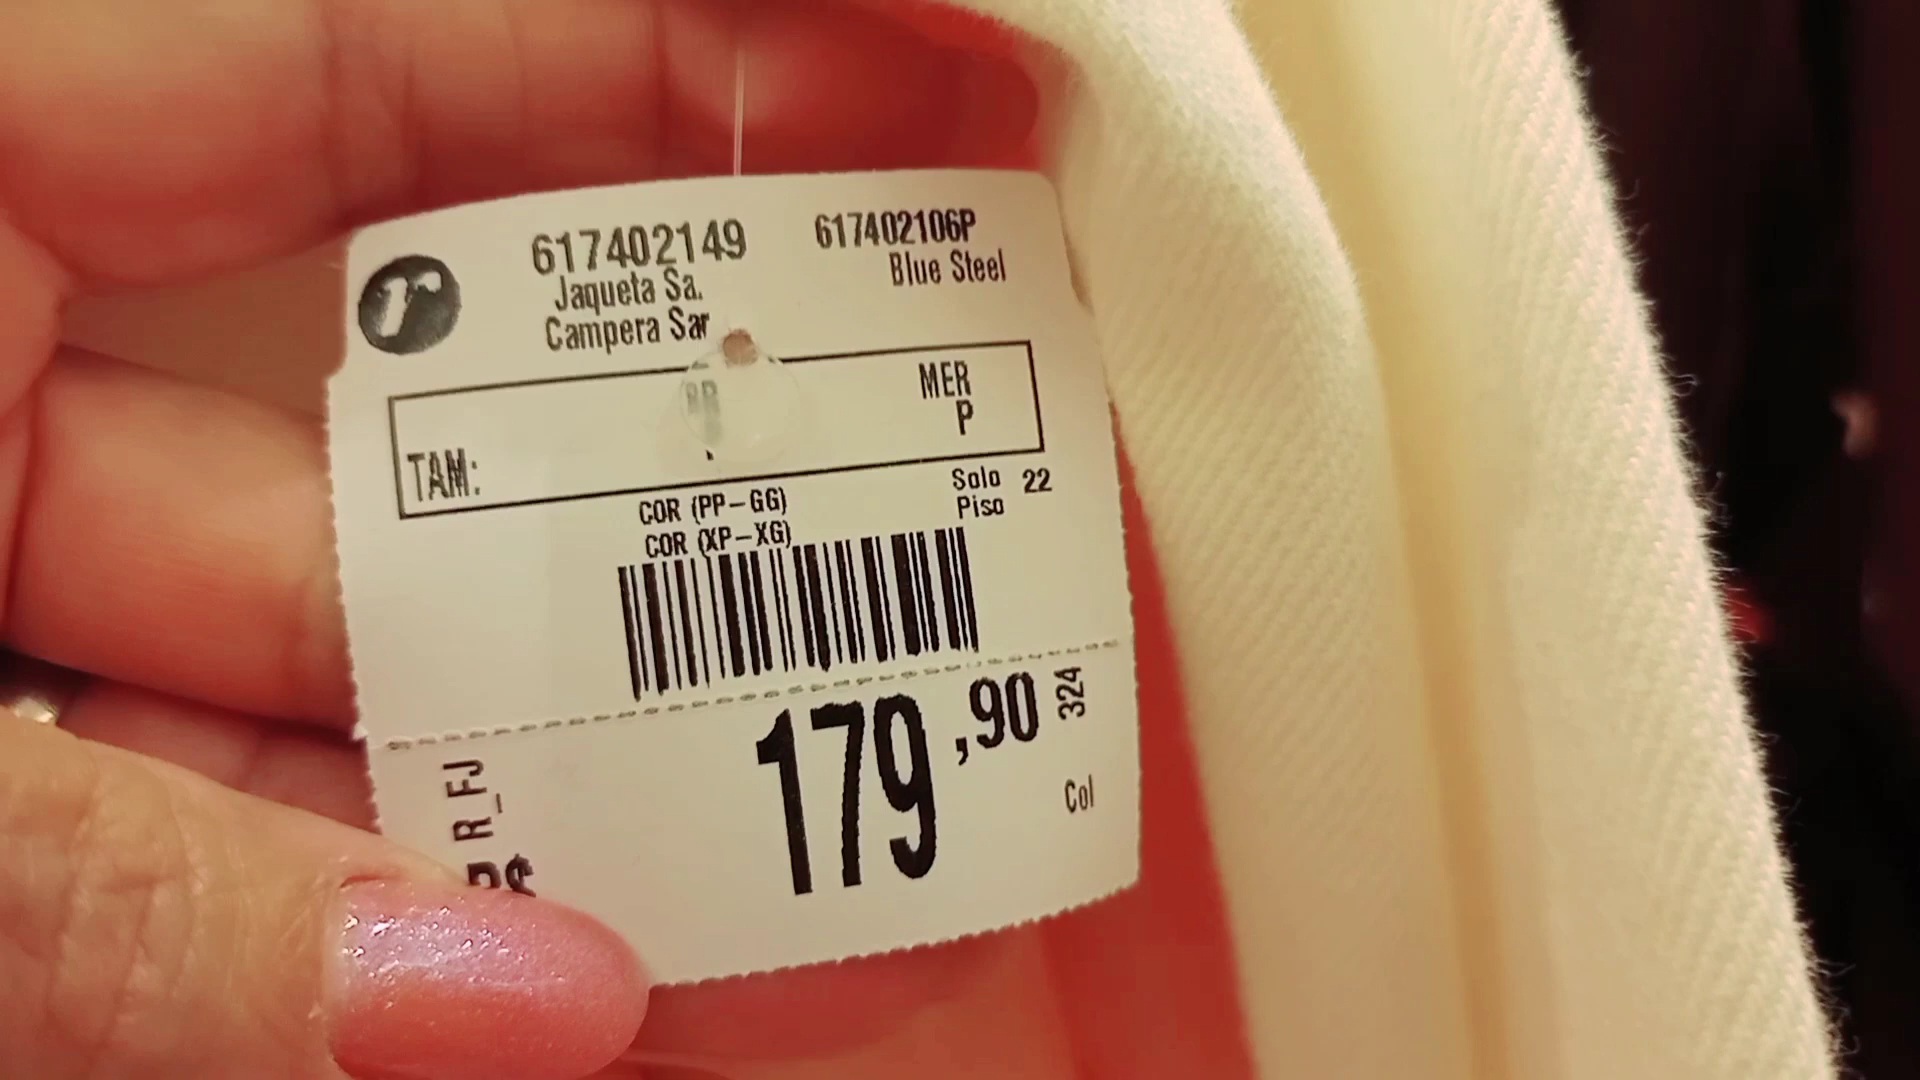 617402149
Jaqueta Sa.
Campera Sar
617402106P
Blue Steel
MER
P
TAM:
COR (PP-GG)
COR (XP-XG)
Solo 22
Piso
179,90
324
R_FJ
R$
Col